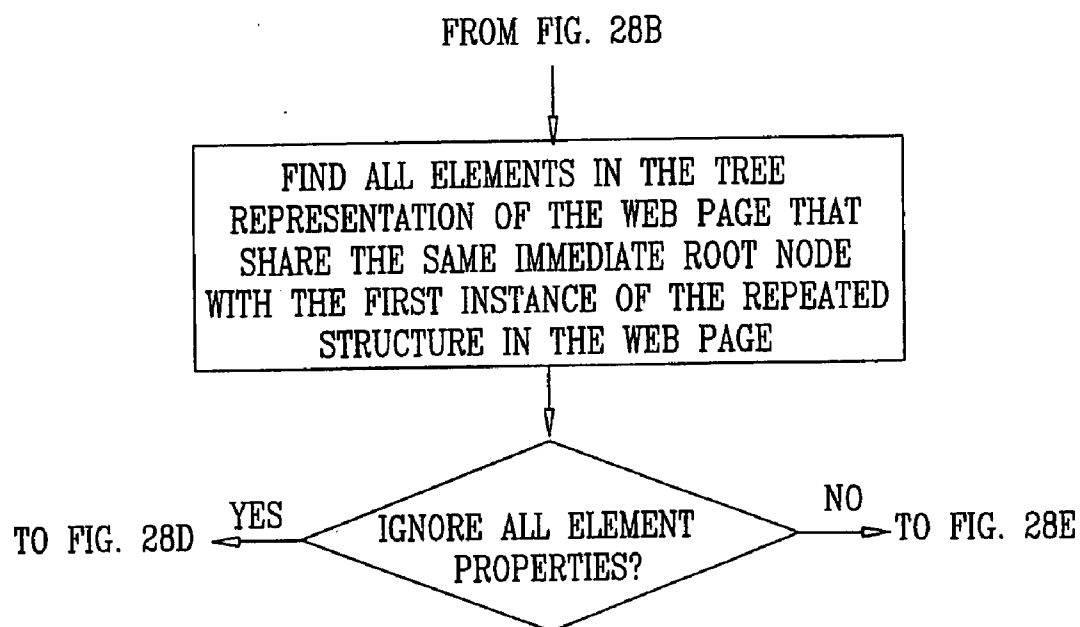 FROM FIG. 28B
FIND ALL ELEMENTS IN THE TREE
REPRESENTATION OF THE WEB PAGE THAT
SHARE THE SAME IMMEDIATE ROOT NODE
WITH THE FIRST INSTANCE OF THE REPEATED
STRUCTURE IN THE WEB PAGE
TO FIG. 28D
YES
IGNORE ALL ELEMENT
PROPERTIES?
NO
TO FIG. 28E